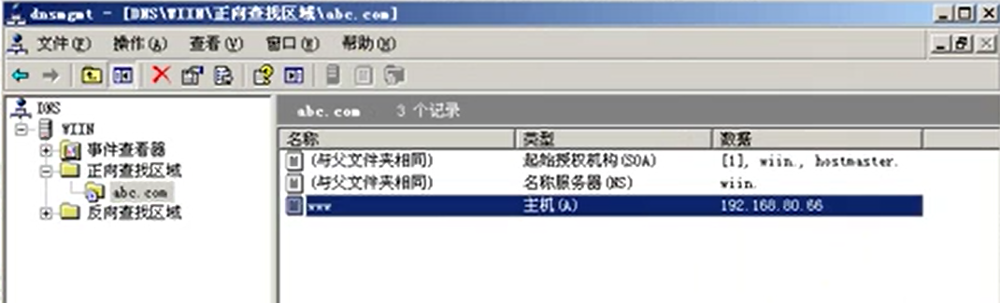 dnsmgmt - [DNS\WIIN\正向查找区域\abc.com]
文件(F) 操作(A) 查看(V) 窗口(W) 帮助(H)
DNS
WIIN
事件查看器
正向查找区域
abc.com
反向查找区域
abc.com 3 个记录
名称 类型 数据
(与父文件夹相同) 起始授权机构(SOA) [1], wiin., hostmaster.
(与父文件夹相同) 名称服务器(NS) wiin.
www 主机(A) 192.168.80.66